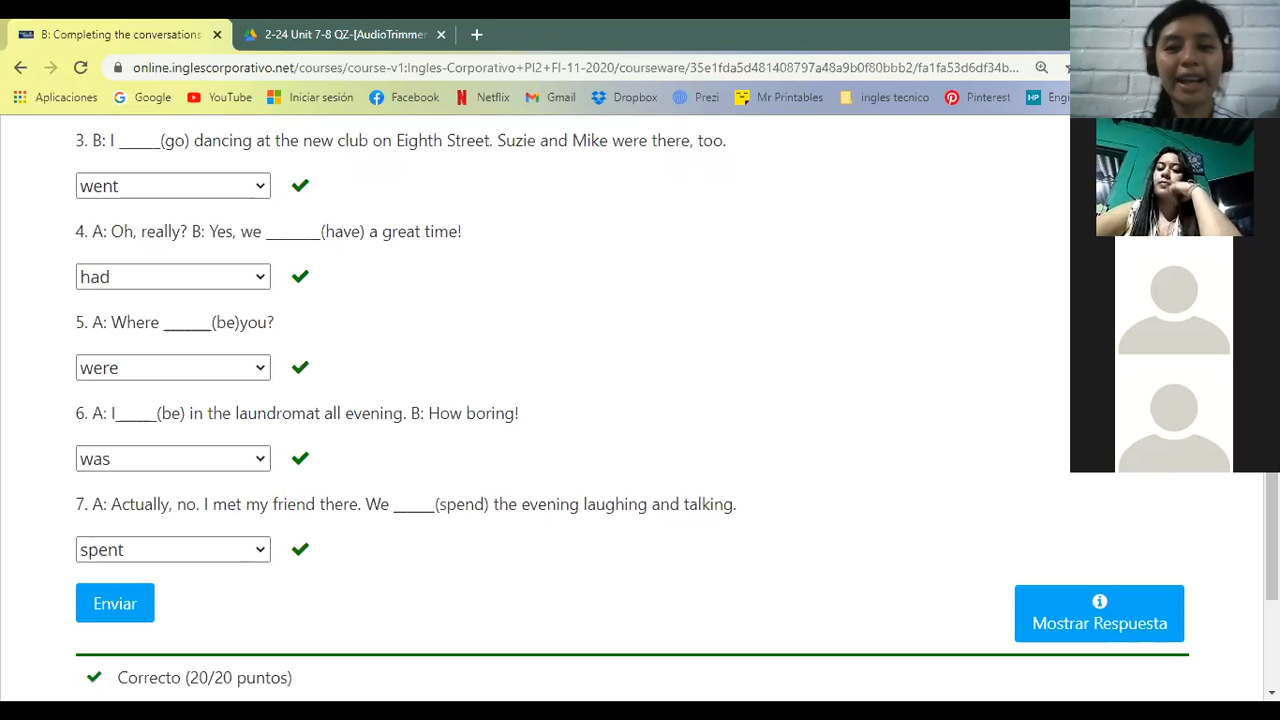 B: Completing the conversations
2-24 Unit 7-8 QZ-[AudioTrimmer
online.inglescorporativo.net/courses/course-v1:Ingles-Corporativo+PI2+FI-11-2020/courseware/35e1fda5d481408797a48a9b0f80bbb2/fa1fa53d6df34b...
Aplicaciones Google YouTube Iniciar sesión Facebook Netflix Gmail Dropbox Prezi Mr Printables ingles tecnico Pinterest HP Eng
3. B: I _____(go) dancing at the new club on Eighth Street. Suzie and Mike were there, too.
went
4. A: Oh, really? B: Yes, we _______(have) a great time!
had
5. A: Where ______(be)you?
were
6. A: I_____(be) in the laundromat all evening. B: How boring!
was
7. A: Actually, no. I met my friend there. We _____(spend) the evening laughing and talking.
spent
Enviar
Mostrar Respuesta
Correcto (20/20 puntos)